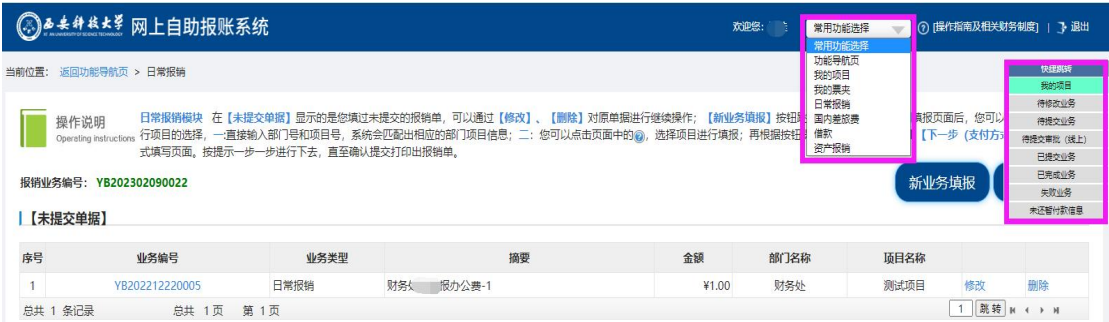 西安科技大学 网上自助报账系统
欢迎您：
常用功能选择
[操作指南及相关财务制度] | 退出
常用功能选择
功能导航页
我的项目
我的票夹
日常报销
国内差旅费
借款
资产报销
快捷跳转
我的项目
待修改业务
待提交业务
待提交审批（线上）
已提交业务
已完成业务
失败业务
未还暂付款信息
当前位置： 返回功能导航页 > 日常报销
操作说明
Operating instructions
日常报销模块 在【未提交单据】显示的是您填过未提交的报销单，可以通过【修改】、【删除】对原单据进行继续操作；【新业务填报】按钮 填报页面后，您可以
行项目的选择，一:直接输入部门号和项目号，系统会匹配出相应的部门项目信息；二：您可以点击页面中的，选择项目进行填报；再根据按钮 【下一步（支付方式
式填写页面。按提示一步一步进行下去，直至确认提交打印出报销单。
报销业务编号： YB202302090022
新业务填报
【未提交单据】
序号 业务编号 业务类型 摘要 金额 部门名称 项目名称
1 YB202212220005 日常报销 财务 报办公费-1 ¥1.00 财务处 测试项目 修改 删除
总共 1 条记录 总共 1页 第 1页 1 跳转